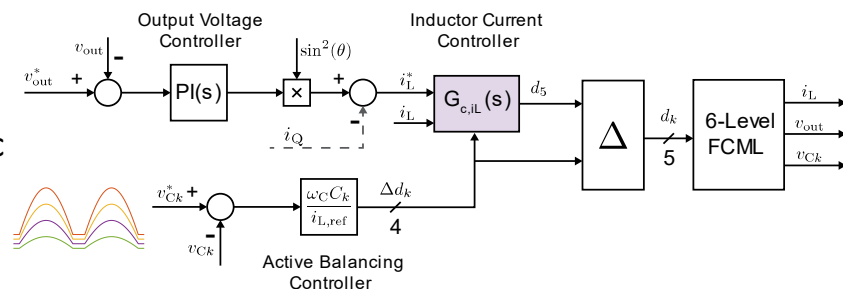 Output Voltage
Controller
Inductor Current
Controller
v_out
-
sin²(θ)
v*_out
+
PI(s)
×
+
-
i_Q
i*_L
i_L
G_c,iL(s)
d_5
Δ
d_k
5
6-Level
FCML
i_L
v_out
v_Ck
C
v*_Ck
+
-
v_Ck
ω_C C_k
i_L,ref
Δd_k
4
Active Balancing
Controller